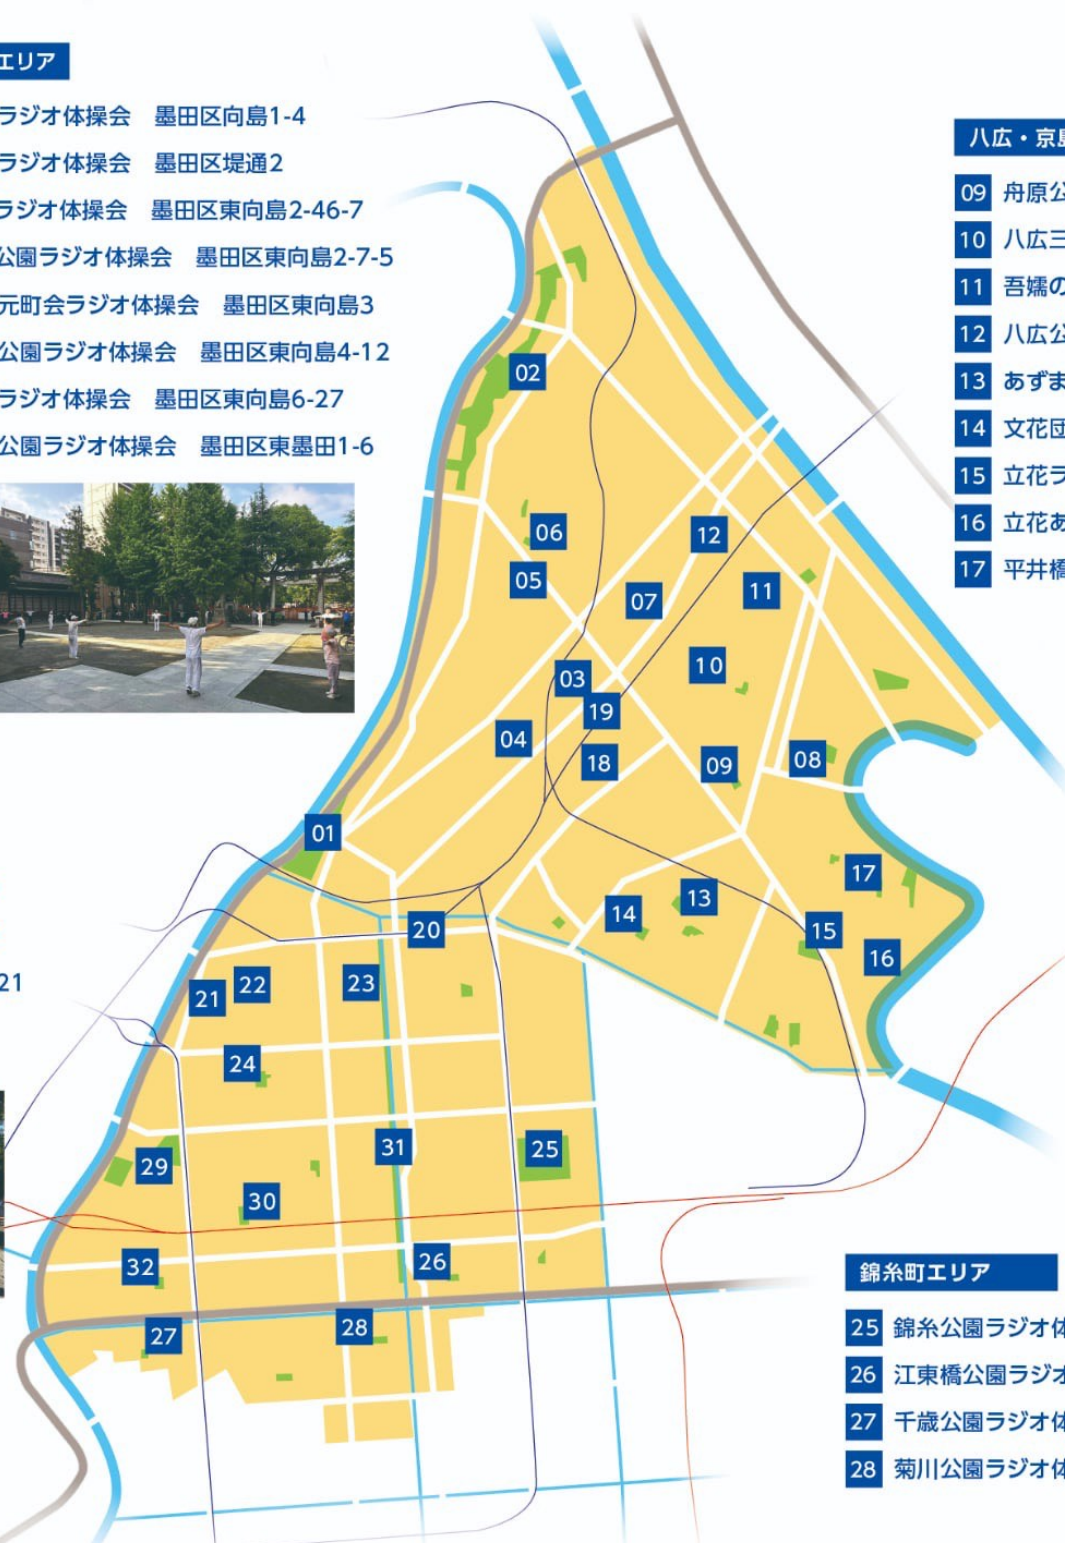 エリア
ラジオ体操会 墨田区向島1-4
ラジオ体操会 墨田区堤通2
ラジオ体操会 墨田区東向島2-46-7
公園ラジオ体操会 墨田区東向島2-7-5
元町会ラジオ体操会 墨田区東向島3
公園ラジオ体操会 墨田区東向島4-12
ラジオ体操会 墨田区東向島6-27
公園ラジオ体操会 墨田区東墨田1-6
八広・京島
09 舟原公
10 八広三
11 吾嬬の
12 八広公
13 あずま
14 文花団
15 立花ラ
16 立花あ
17 平井橋
02
06
12
05
11
07
10
03
19
04
18
09
08
01
17
13
14
20
15
16
21
22
23
21
24
31
25
29
30
26
32
28
27
錦糸町エリア
25 錦糸公園ラジオ体
26 江東橋公園ラジオ
27 千歳公園ラジオ体
28 菊川公園ラジオ体